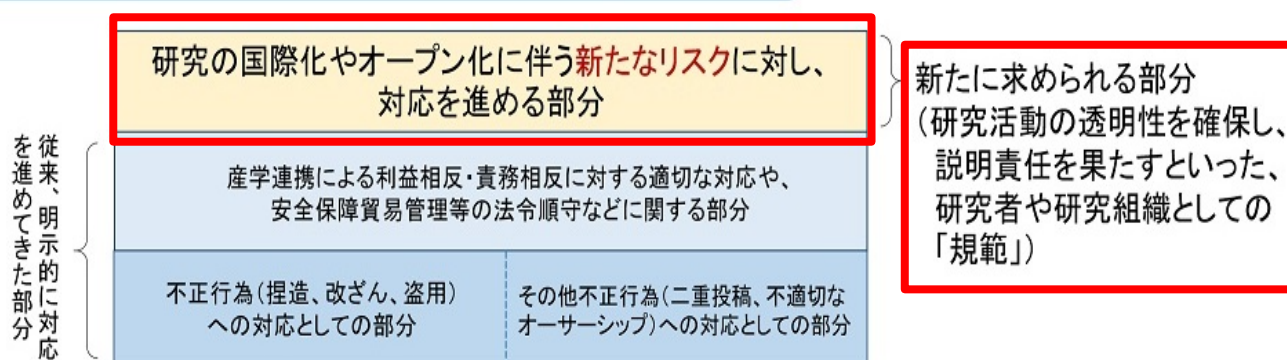 研究の国際化やオープン化に伴う新たなリスクに対し、
対応を進める部分
新たに求められる部分
（研究活動の透明性を確保し、
説明責任を果たすといった、
研究者や研究組織としての
「規範」）
従来、明示的に対応
を進めてきた部分
産学連携による利益相反・責務相反に対する適切な対応や、
安全保障貿易管理等の法令順守などに関する部分
不正行為（捏造、改ざん、盗用）
への対応としての部分
その他不正行為（二重投稿、不適切な
オーサーシップ）への対応としての部分